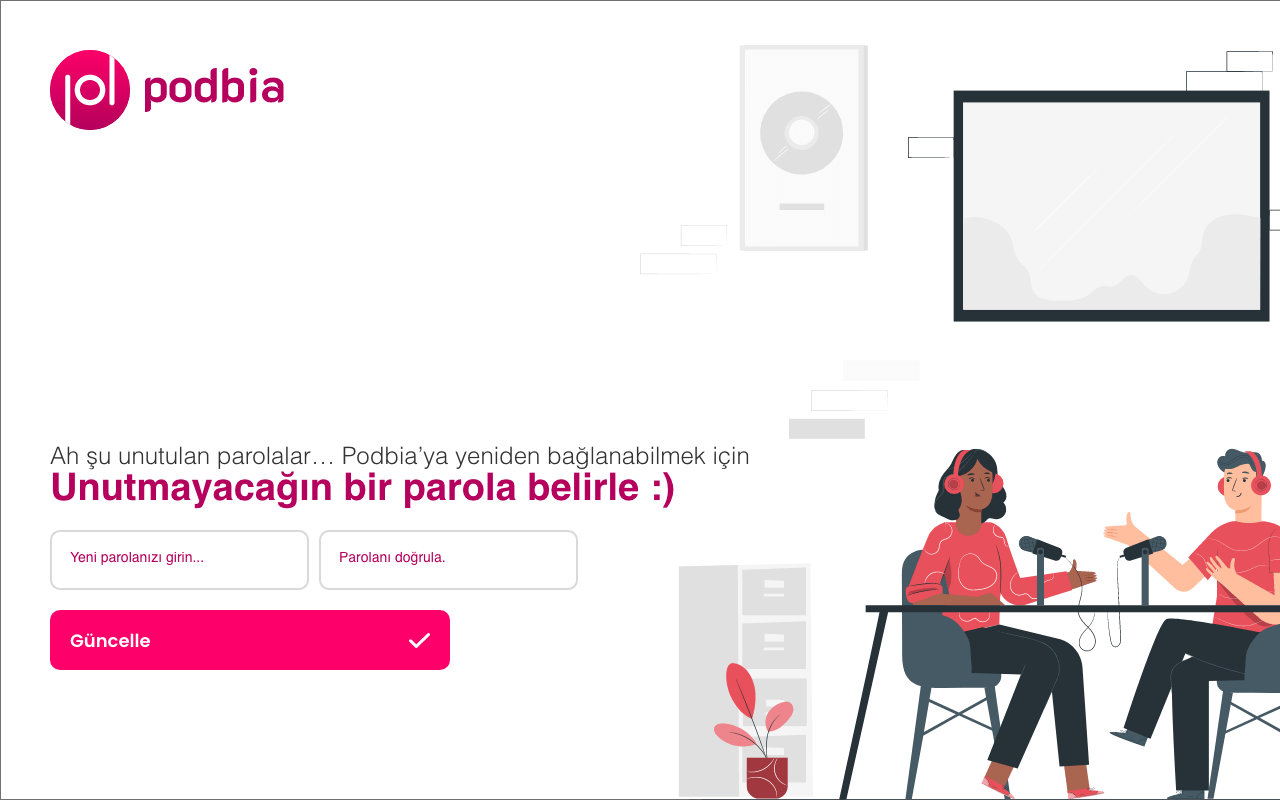 podbia
Ah şu unutulan parolalar… Podbia’ya yeniden bağlanabilmek için
Unutmayacağın bir parola belirle :)
Yeni parolanızı girin...
Parolanı doğrula.
Güncelle